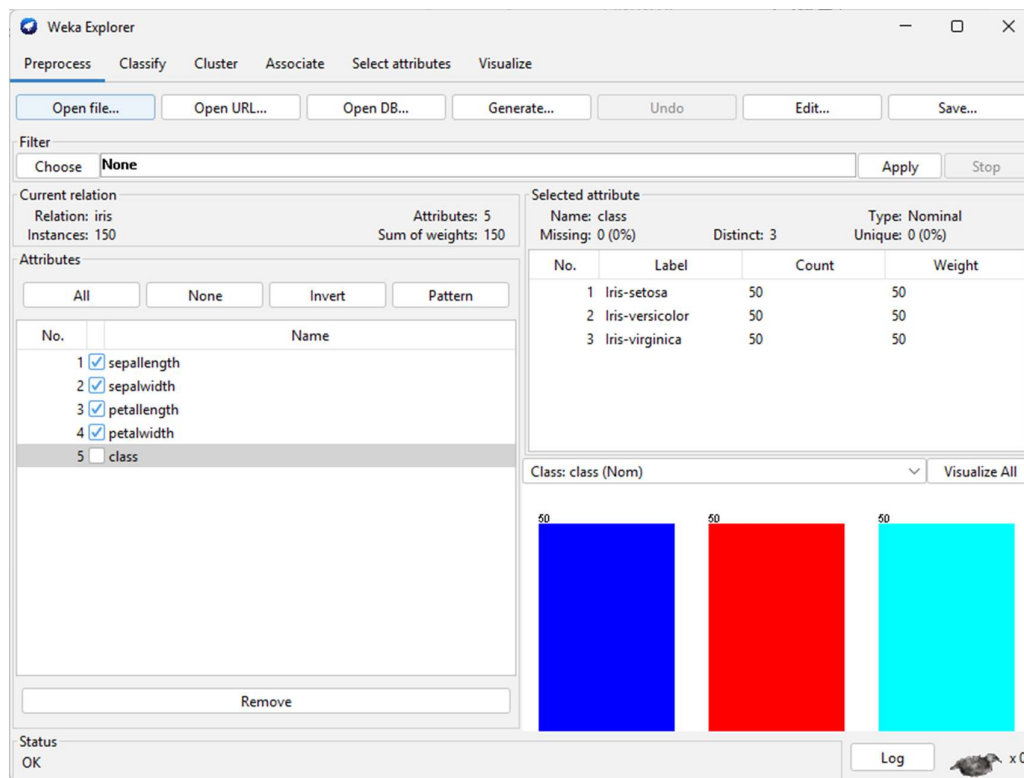 Weka Explorer
Preprocess Classify Cluster Associate Select attributes Visualize
Open file... Open URL... Open DB... Generate... Undo Edit... Save...
Filter
Choose None Apply Stop
Current relation
Relation: iris Attributes: 5
Instances: 150 Sum of weights: 150
Selected attribute
Name: class Type: Nominal
Missing: 0 (0%) Distinct: 3 Unique: 0 (0%)
Attributes
All None Invert Pattern
No. Name
1 sepallength
2 sepalwidth
3 petallength
4 petalwidth
5 class
Remove
No. Label Count Weight
1 Iris-setosa 50 50
2 Iris-versicolor 50 50
3 Iris-virginica 50 50
Class: class (Nom) Visualize All
50 50 50
Status
OK
Log x 0